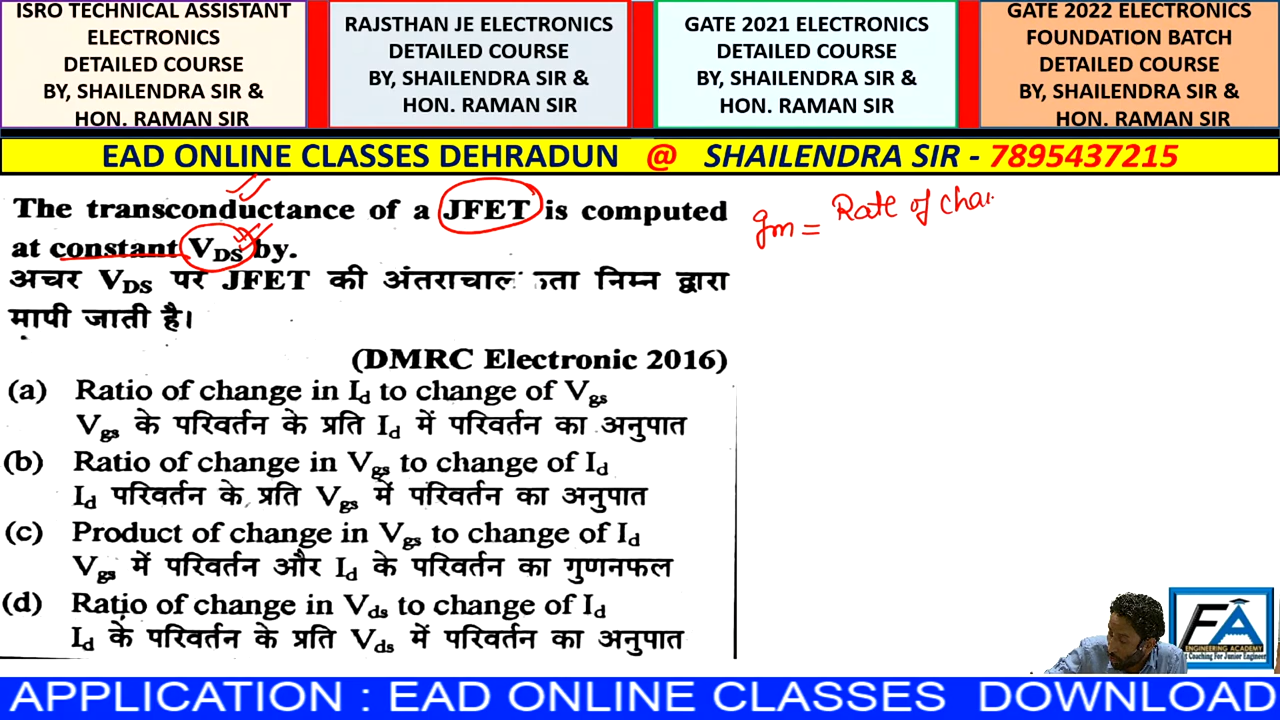 ISRO TECHNICAL ASSISTANT
ELECTRONICS
DETAILED COURSE
BY, SHAILENDRA SIR &
HON. RAMAN SIR
RAJSTHAN JE ELECTRONICS
DETAILED COURSE
BY, SHAILENDRA SIR &
HON. RAMAN SIR
GATE 2021 ELECTRONICS
DETAILED COURSE
BY, SHAILENDRA SIR &
HON. RAMAN SIR
GATE 2022 ELECTRONICS
FOUNDATION BATCH
DETAILED COURSE
BY, SHAILENDRA SIR &
HON. RAMAN SIR
EAD ONLINE CLASSES DEHRADUN @ SHAILENDRA SIR - 7895437215
The transconductance of a JFET is computed
at constant VDS by.
अचर VDS पर JFET की निम्न द्वारा
मापी जाती है।
(DMRC Electronic 2016)
(a) Ratio of change in Id to change of Vgs
Vgs के परिवर्तन के प्रति Id में परिवर्तन का अनुपात
(b) Ratio of change in Vgs to change of Id
Id परिवर्तन के प्रति Vgs में परिवर्तन का अनुपात
(c) Product of change in Vgs to change of Id
Vgs में परिवर्तन और Id के परिवर्तन का गुणनफल
(d) Ratio of change in Vds to change of Id
Id के परिवर्तन के प्रति Vds में परिवर्तन का अनुपात
gm = Rate of chan
EA
ENGINEERING ACADEMY
t Coaching For Junior Engineer
APPLICATION : EAD ONLINE CLASSES DOWNLOAD